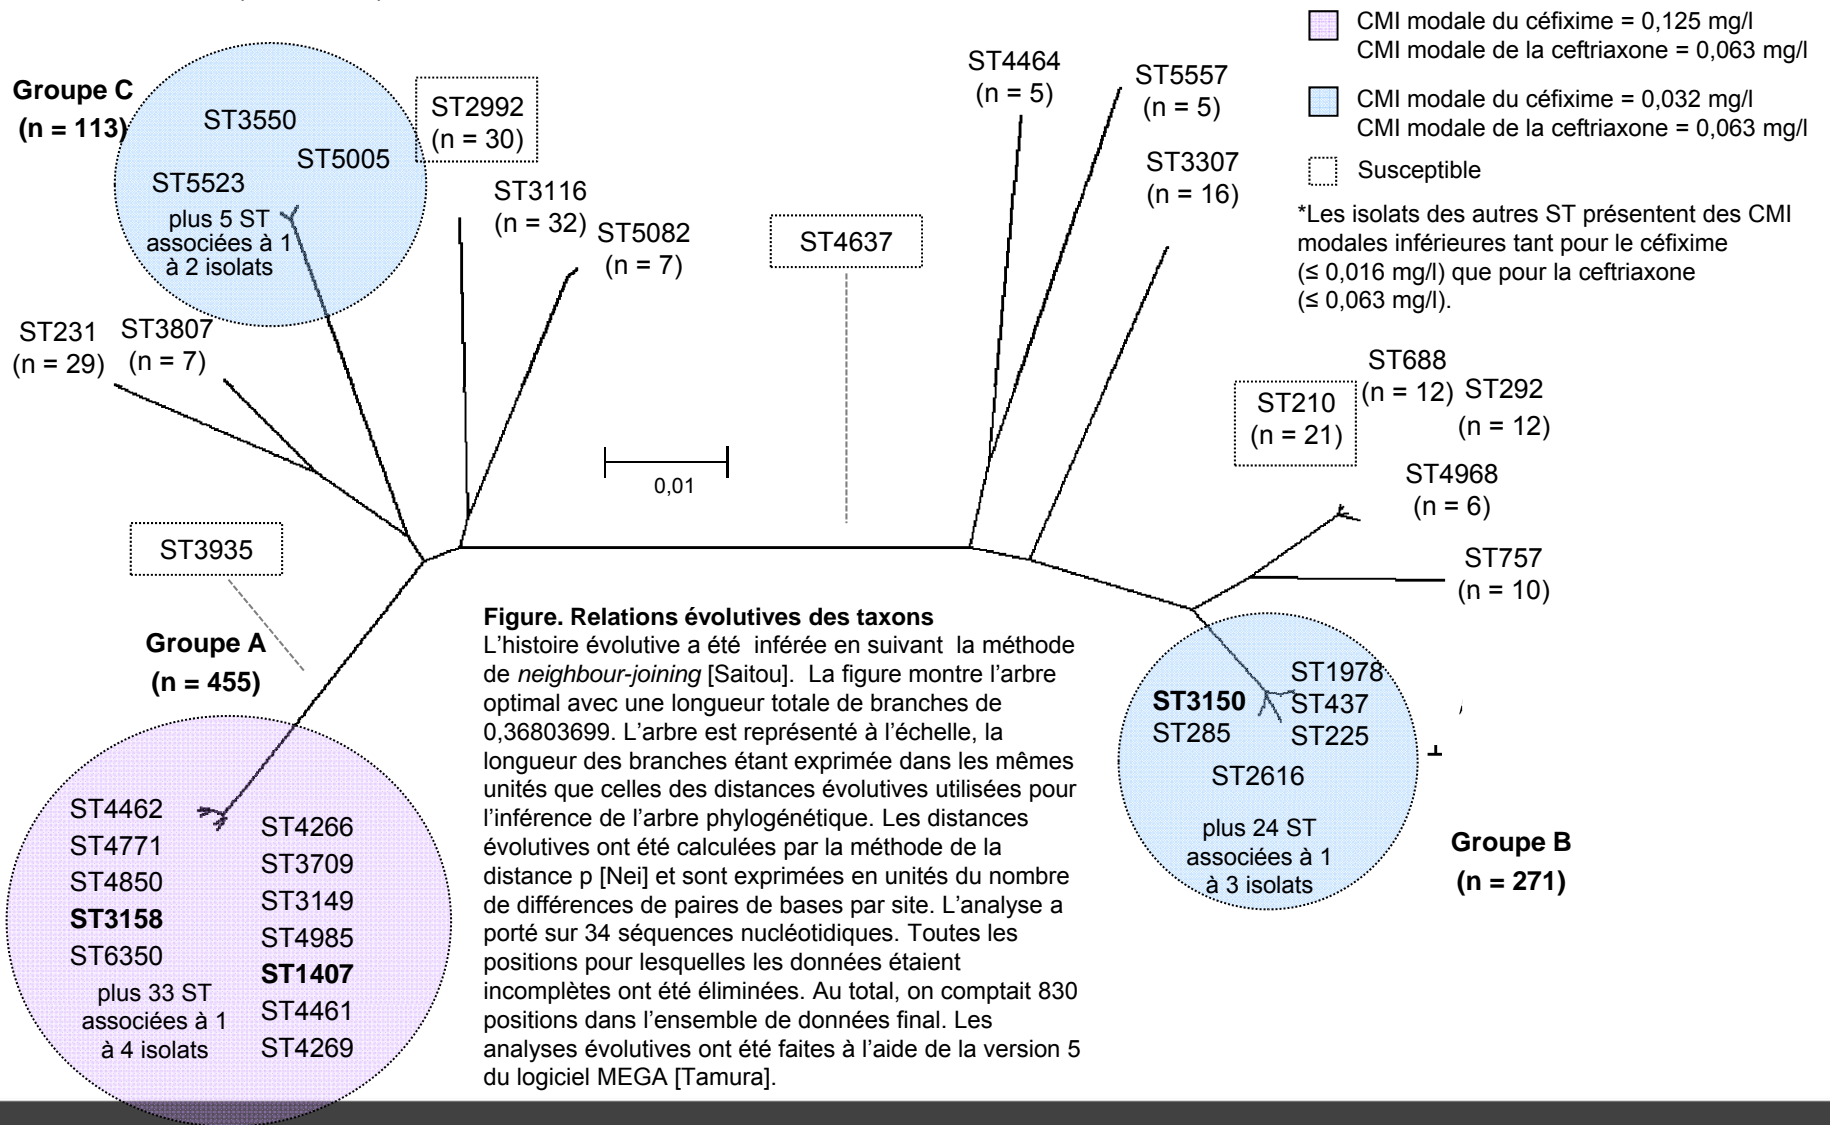 CMI modale du céfixime = 0,125 mg/l
CMI modale de la ceftriaxone = 0,063 mg/l
CMI modale du céfixime = 0,032 mg/l
CMI modale de la ceftriaxone = 0,063 mg/l
Susceptible
*Les isolats des autres ST présentent des CMI
modales inférieures tant pour le céfixime
(≤ 0,016 mg/l) que pour la ceftriaxone
(≤ 0,063 mg/l).
Groupe C
(n = 113)
ST3550
ST5005
ST5523
plus 5 ST
associées à 1
à 2 isolats
ST2992
(n = 30)
ST3116
(n = 32)
ST5082
(n = 7)
ST4637
ST4464
(n = 5)
ST5557
(n = 5)
ST3307
(n = 16)
ST231
(n = 29)
ST3807
(n = 7)
0,01
ST688
(n = 12)
ST292
(n = 12)
ST210
(n = 21)
ST4968
(n = 6)
ST757
(n = 10)
ST3935
Groupe A
(n = 455)
ST4462
ST4771
ST4850
ST3158
ST6350
plus 33 ST
associées à 1
à 4 isolats
ST4266
ST3709
ST3149
ST4985
ST1407
ST4461
ST4269
Figure. Relations évolutives des taxons
L’histoire évolutive a été inférée en suivant la méthode
de neighbour-joining [Saitou]. La figure montre l’arbre
optimal avec une longueur totale de branches de
0,36803699. L’arbre est représenté à l’échelle, la
longueur des branches étant exprimée dans les mêmes
unités que celles des distances évolutives utilisées pour
l’inférence de l’arbre phylogénétique. Les distances
évolutives ont été calculées par la méthode de la
distance p [Nei] et sont exprimées en unités du nombre
de différences de paires de bases par site. L’analyse a
porté sur 34 séquences nucléotidiques. Toutes les
positions pour lesquelles les données étaient
incomplètes ont été éliminées. Au total, on comptait 830
positions dans l’ensemble de données final. Les
analyses évolutives ont été faites à l’aide de la version 5
du logiciel MEGA [Tamura].
ST3150
ST285
ST1978
ST437
ST225
ST2616
plus 24 ST
associées à 1
à 3 isolats
Groupe B
(n = 271)